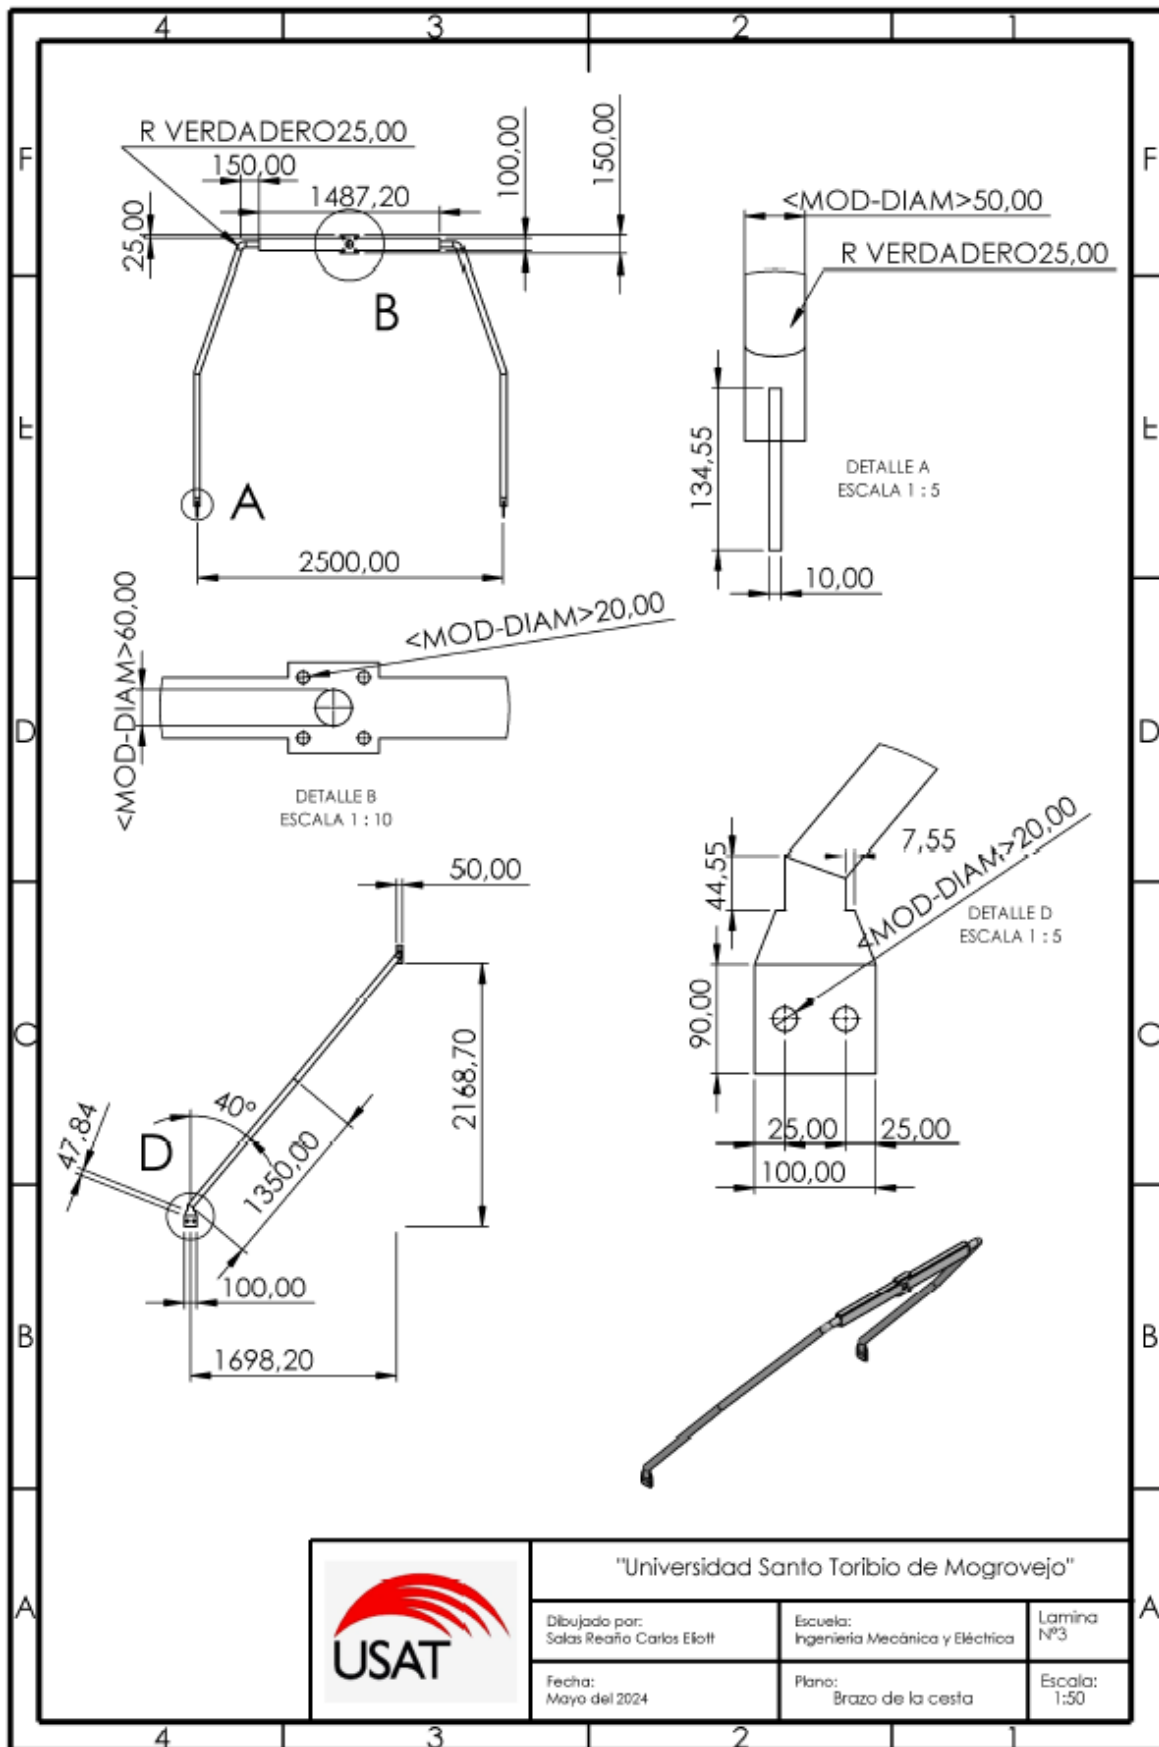 4 3 2 1
F
F
R VERDADERO25,00
150,00
1487,20
100,00
150,00
25,00
B
<MOD-DIAM>50,00
R VERDADERO25,00
E
E
A
134,55
DETALLE A
ESCALA 1 : 5
10,00
2500,00
<MOD-DIAM>60,00
<MOD-DIAM>20,00
D
D
DETALLE B
ESCALA 1 : 10
50,00
44,55
7,55
<MOD-DIAM>20,00
DETALLE D
ESCALA 1 : 5
C
C
90,00
2168,70
40°
47,84
D
1350,00
25,00
25,00
100,00
100,00
B
B
1698,20
A
A
USAT
"Universidad Santo Toribio de Mogrovejo"
Dibujado por:
Salas Reaño Carlos Eliott
Escuela:
Ingenieria Mecánica y Eléctrica
Lamina
N°3
Fecha:
Mayo del 2024
Plano:
Brazo de la cesta
Escala:
1:50
4 3 2 1